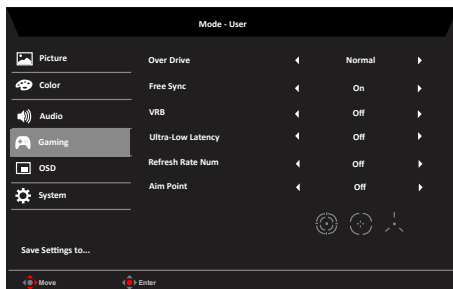 Mode - User
Picture
Color
Audio
Gaming
OSD
System
Save Settings to...
Over Drive Normal
Free Sync On
VRB Off
Ultra-Low Latency Off
Refresh Rate Num Off
Aim Point Off
Move Enter